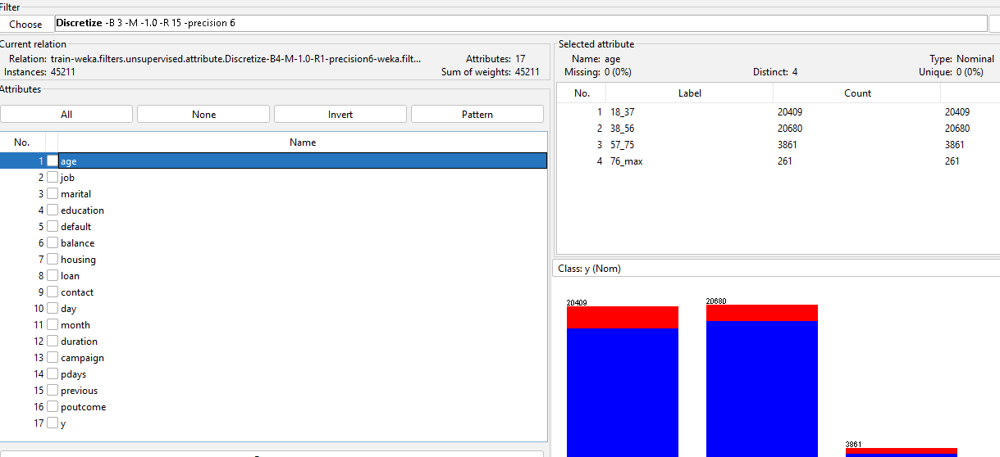 Filter
Choose Discretize -B 3 -M -1.0 -R 15 -precision 6
Current relation
Relation: train-weka.filters.unsupervised.attribute.Discretize-B4-M-1.0-R1-precision6-weka.filt... Attributes: 17
Instances: 45211 Sum of weights: 45211
Attributes
All None Invert Pattern
No. Name
1 age
2 job
3 marital
4 education
5 default
6 balance
7 housing
8 loan
9 contact
10 day
11 month
12 duration
13 campaign
14 pdays
15 previous
16 poutcome
17 y
Selected attribute
Name: age Type: Nominal
Missing: 0 (0%) Distinct: 4 Unique: 0 (0%)
No. Label Count
1 18_37 20409 20409
2 38_56 20680 20680
3 57_75 3861 3861
4 76_max 261 261
Class: y (Nom)
20409
20680
3861